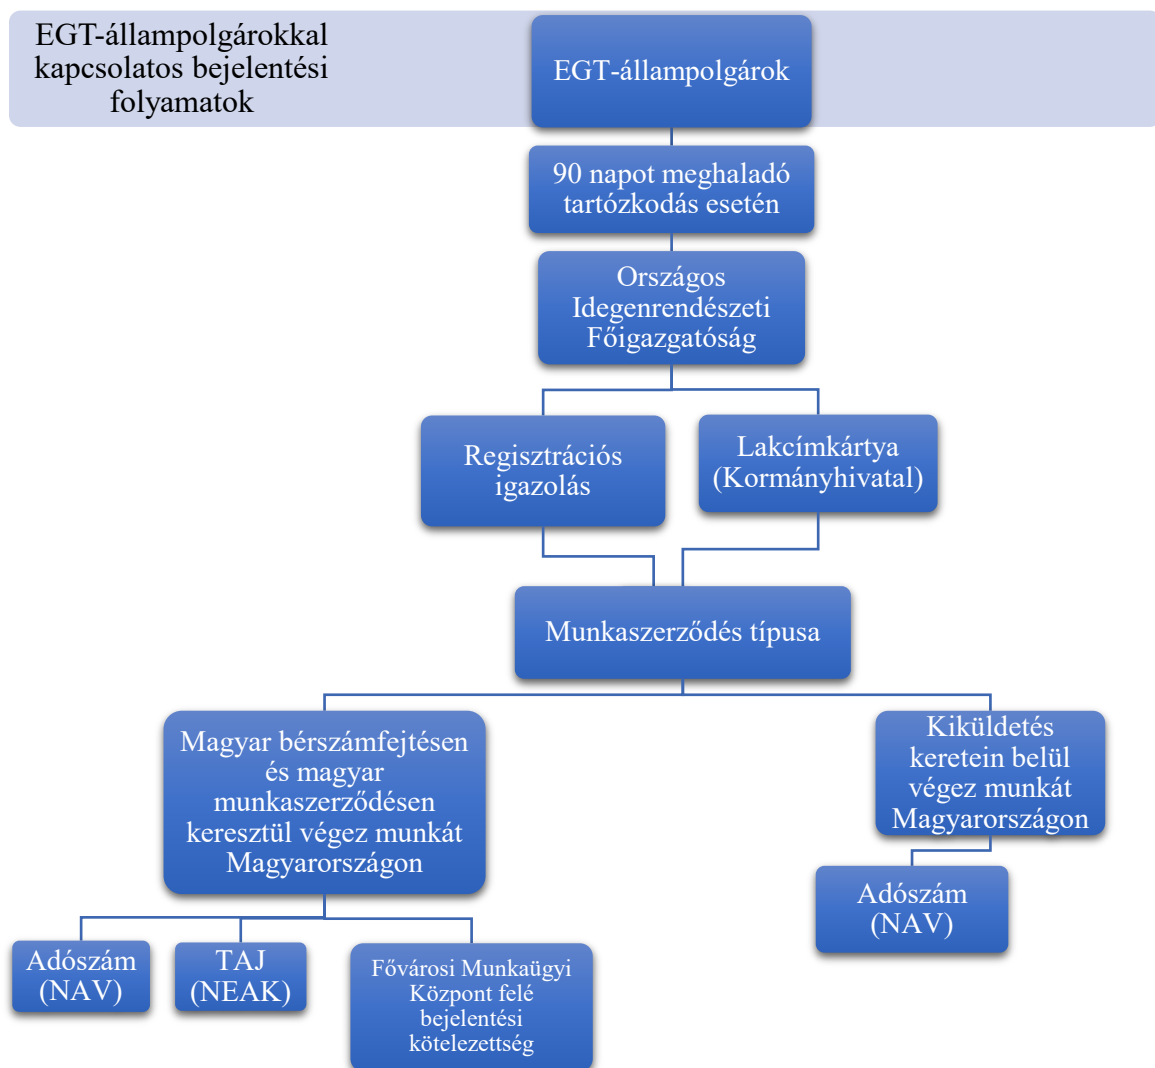 EGT-állampolgárokkal
kapcsolatos bejelentési
folyamatok
EGT-állampolgárok
90 napot meghaladó
tartózkodás esetén
Országos
Idegenrendészeti
Főigazgatóság
Regisztrációs
igazolás
Lakcímkártya
(Kormányhivatal)
Munkaszerződés típusa
Magyar bérszámfejtésen
és magyar
munkaszerződésen
keresztül végez munkát
Magyarországon
Kiküldetés
keretein belül
végez munkát
Magyarországon
Adószám
(NAV)
TAJ
(NEAK)
Fővárosi Munkaügyi
Központ felé
bejelentési
kötelezettség
Adószám
(NAV)